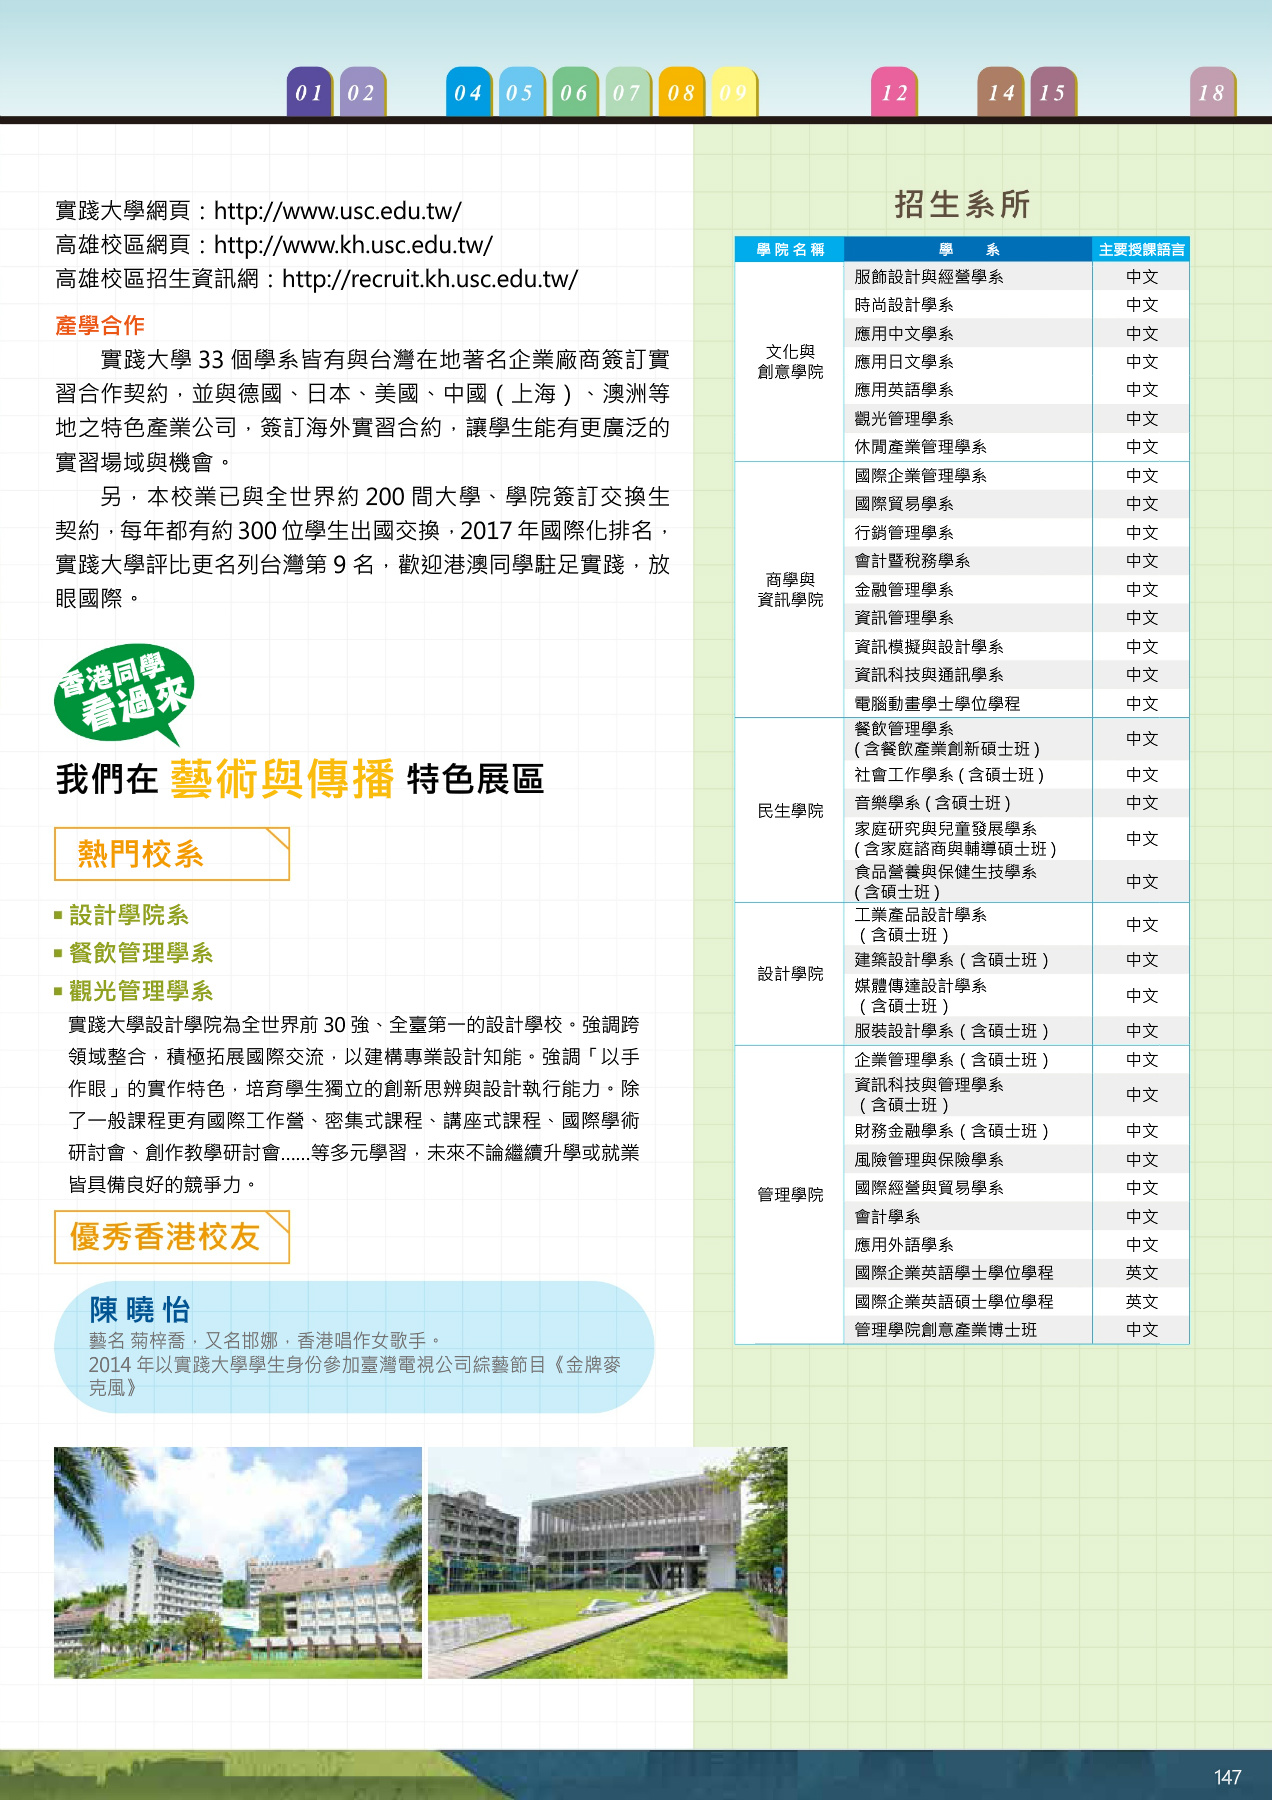 01 02 04 05 06 07 08 09 12 14 15 18
實踐大學網頁：http://www.usc.edu.tw/
高雄校區網頁：http://www.kh.usc.edu.tw/
高雄校區招生資訊網：http://recruit.kh.usc.edu.tw/
產學合作
實踐大學 33 個學系皆有與台灣在地著名企業廠商簽訂實
習合作契約，並與德國、日本、美國、中國（上海）、澳洲等
地之特色產業公司，簽訂海外實習合約，讓學生能有更廣泛的
實習場域與機會。
另，本校業已與全世界約 200 間大學、學院簽訂交換生
契約，每年都有約 300 位學生出國交換，2017 年國際化排名，
實踐大學評比更名列台灣第 9 名，歡迎港澳同學駐足實踐，放
眼國際。
香港同學
看過來
我們在 藝術與傳播 特色展區
熱門校系
▪ 設計學院系
▪ 餐飲管理學系
▪ 觀光管理學系
實踐大學設計學院為全世界前 30 強、全臺第一的設計學校。強調跨
領域整合，積極拓展國際交流，以建構專業設計知能。強調「以手
作眼」的實作特色，培育學生獨立的創新思辨與設計執行能力。除
了一般課程更有國際工作營、密集式課程、講座式課程、國際學術
研討會、創作教學研討會......等多元學習，未來不論繼續升學或就業
皆具備良好的競爭力。
優秀香港校友
陳曉怡
藝名 菊梓喬，又名邯娜，香港唱作女歌手。
2014 年以實踐大學學生身份參加臺灣電視公司綜藝節目《金牌麥
克風》
招生系所
學院名稱 學 系 主要授課語言
文化與
創意學院
服飾設計與經營學系 中文
時尚設計學系 中文
應用中文學系 中文
應用日文學系 中文
應用英語學系 中文
觀光管理學系 中文
休閒產業管理學系 中文
商學與
資訊學院
國際企業管理學系 中文
國際貿易學系 中文
行銷管理學系 中文
會計暨稅務學系 中文
金融管理學系 中文
資訊管理學系 中文
資訊模擬與設計學系 中文
資訊科技與通訊學系 中文
電腦動畫學士學位學程 中文
民生學院
餐飲管理學系
(含餐飲產業創新碩士班) 中文
社會工作學系(含碩士班) 中文
音樂學系(含碩士班) 中文
家庭研究與兒童發展學系
(含家庭諮商與輔導碩士班) 中文
食品營養與保健生技學系
(含碩士班) 中文
設計學院
工業產品設計學系
（含碩士班） 中文
建築設計學系（含碩士班） 中文
媒體傳達設計學系
（含碩士班） 中文
服裝設計學系（含碩士班） 中文
管理學院
企業管理學系（含碩士班） 中文
資訊科技與管理學系
（含碩士班） 中文
財務金融學系（含碩士班） 中文
風險管理與保險學系 中文
國際經營與貿易學系 中文
會計學系 中文
應用外語學系 中文
國際企業英語學士學位學程 英文
國際企業英語碩士學位學程 英文
管理學院創意產業博士班 中文
147